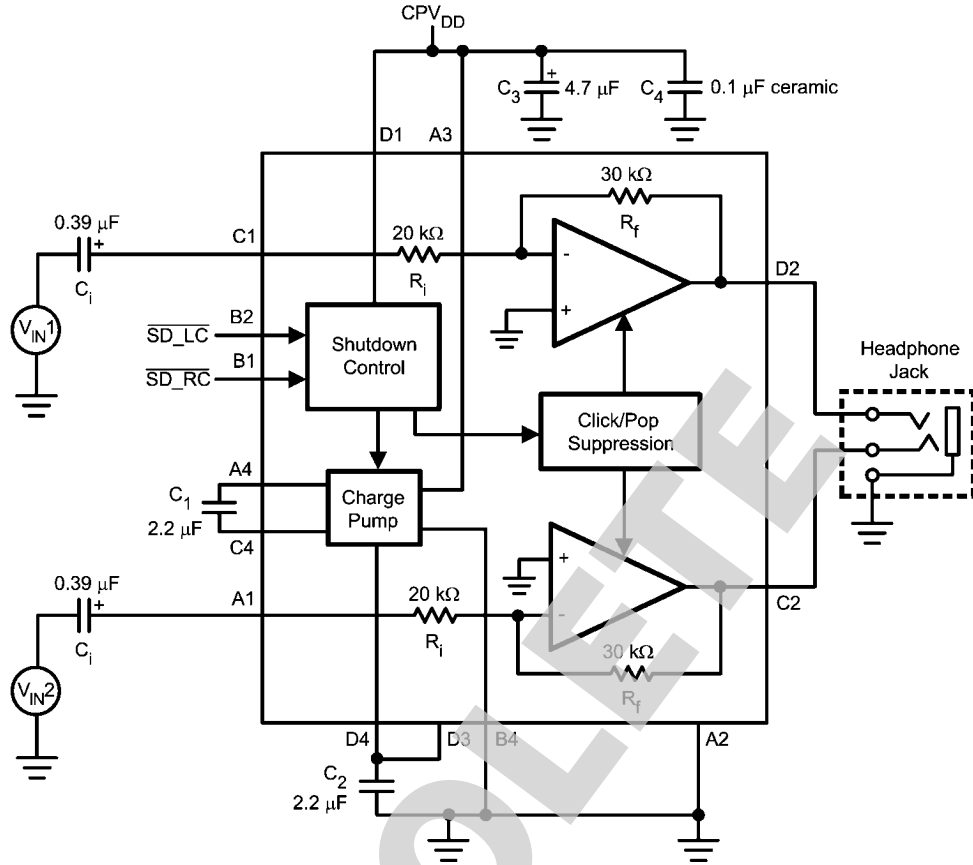 CPVDD
C3
+
4.7 μF
C4
0.1 μF ceramic
D1
A3
30 kΩ
Rf
0.39 μF
+
Ci
C1
20 kΩ
Ri
-
+
D2
VIN1
SD_LC
B2
SD_RC
B1
Shutdown
Control
Click/Pop
Suppression
Headphone
Jack
A4
C1
2.2 μF
C4
Charge
Pump
0.39 μF
+
Ci
A1
20 kΩ
Ri
+
-
C2
30 kΩ
Rf
VIN2
D4
D3
B4
A2
C2
2.2 μF
OLETE